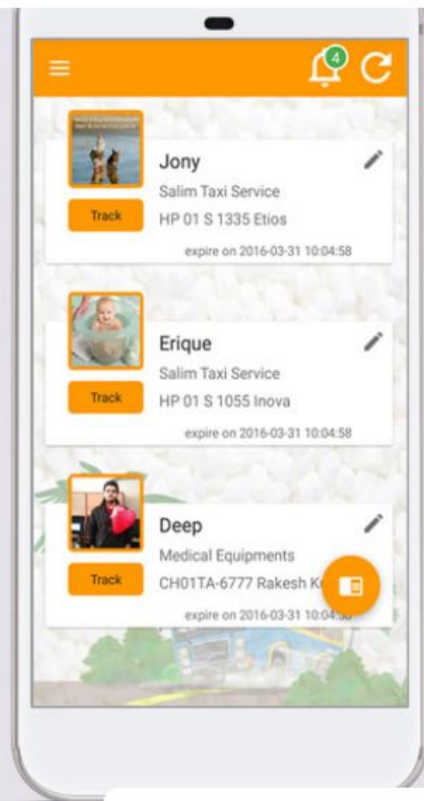 4
Jony
Salim Taxi Service
Track
HP 01 S 1335 Etios
expire on 2016-03-31 10:04:58
Erique
Salim Taxi Service
Track
HP 01 S 1055 Inova
expire on 2016-03-31 10:04:58
Deep
Medical Equipments
Track
CH01TA-6777 Rakesh
expire on 2016-03-31